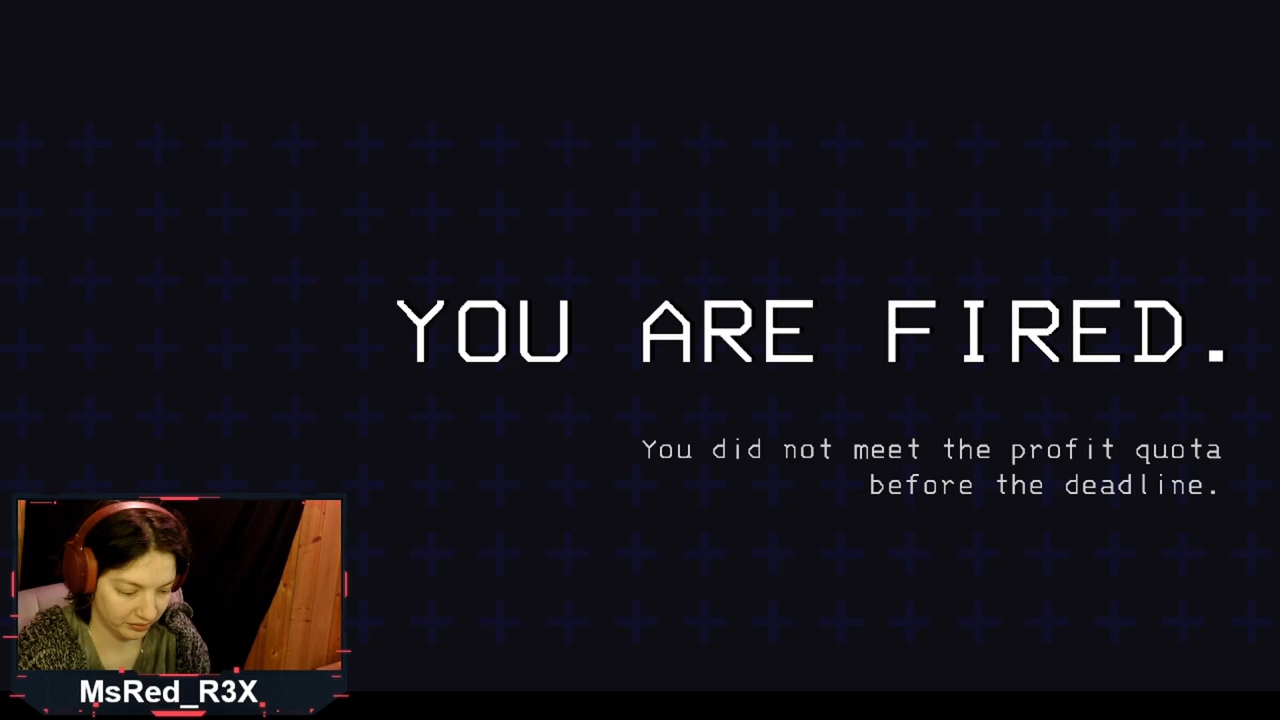 YOU ARE FIRED.
You did not meet the profit quota
before the deadline.
MsRed_R3X